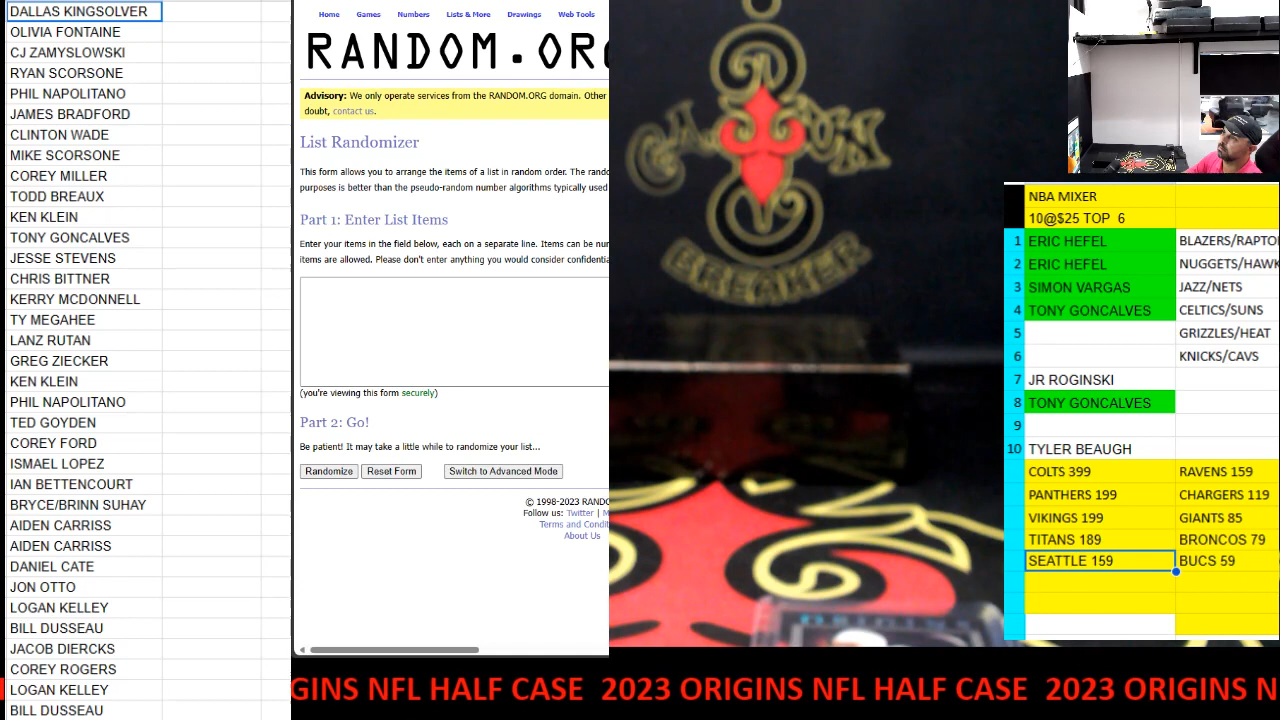 DALLAS KINGSOLVER
OLIVIA FONTAINE
CJ ZAMYSLOWSKI
RYAN SCORSONE
PHIL NAPOLITANO
JAMES BRADFORD
CLINTON WADE
MIKE SCORSONE
COREY MILLER
TODD BREAUX
KEN KLEIN
TONY GONCALVES
JESSE STEVENS
CHRIS BITTNER
KERRY MCDONNELL
TY MEGAHEE
LANZ RUTAN
GREG ZIECKER
KEN KLEIN
PHIL NAPOLITANO
TED GOYDEN
COREY FORD
ISMAEL LOPEZ
IAN BETTENCOURT
BRYCE/BRINN SUHAY
AIDEN CARRISS
AIDEN CARRISS
DANIEL CATE
JON OTTO
LOGAN KELLEY
BILL DUSSEAU
JACOB DIERCKS
COREY ROGERS
LOGAN KELLEY
BILL DUSSEAU
Home Games Numbers Lists & More Drawings Web Tools
RANDOM.OR
Advisory: We only operate services from the RANDOM.ORG domain. Other
doubt, contact us.
List Randomizer
This form allows you to arrange the items of a list in random order. The rando
purposes is better than the pseudo-random number algorithms typically used
Part 1: Enter List Items
Enter your items in the field below, each on a separate line. Items can be nu
items are allowed. Please don't enter anything you would consider confidentia
(you're viewing this form securely)
Part 2: Go!
Be patient! It may take a little while to randomize your list...
Randomize Reset Form Switch to Advanced Mode
© 1998-2023 RANDO
Follow us: Twitter | M
Terms and Condit
About Us
BREAKER
NBA MIXER
10@$25 TOP 6
1 ERIC HEFEL BLAZERS/RAPTO
2 ERIC HEFEL NUGGETS/HAWK
3 SIMON VARGAS JAZZ/NETS
4 TONY GONCALVES CELTICS/SUNS
5 GRIZZLES/HEAT
6 KNICKS/CAVS
7 JR ROGINSKI
8 TONY GONCALVES
9
10 TYLER BEAUGH
COLTS 399 RAVENS 159
PANTHERS 199 CHARGERS 119
VIKINGS 199 GIANTS 85
TITANS 189 BRONCOS 79
SEATTLE 159 BUCS 59
GINS NFL HALF CASE 2023 ORIGINS NFL HALF CASE 2023 ORIGINS N